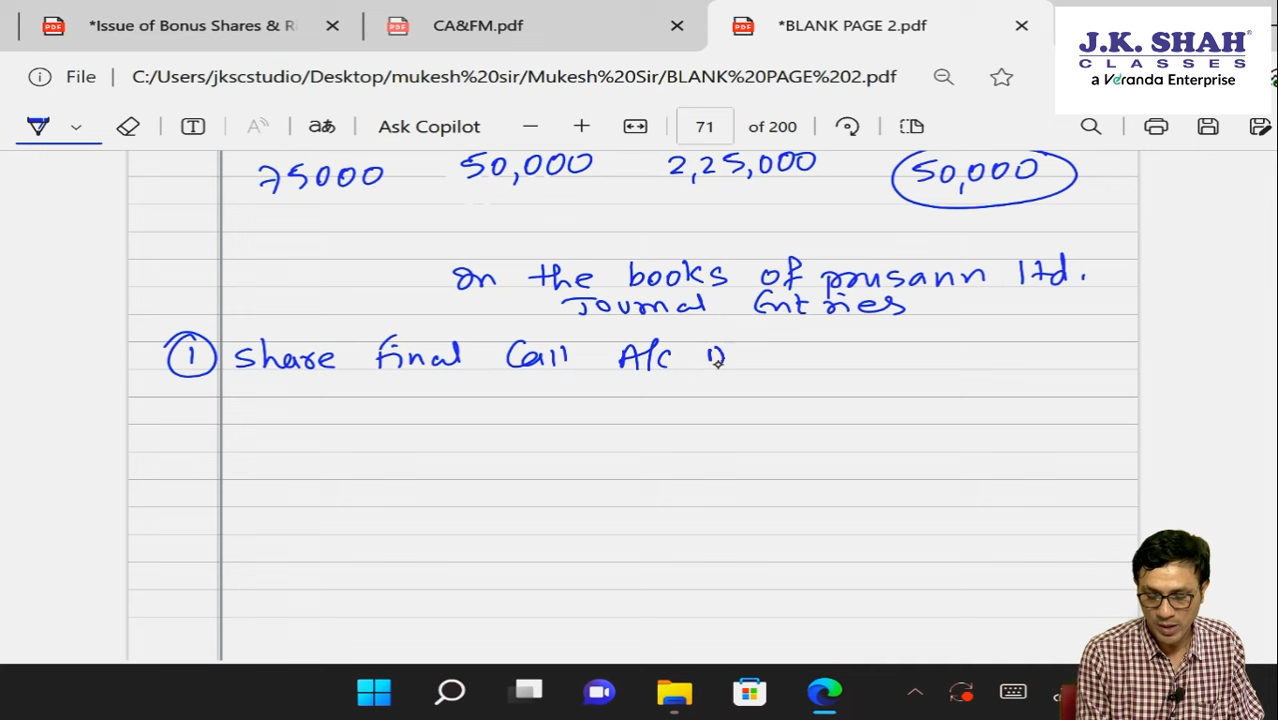 *Issue of Bonus Shares & Ri
CA&FM.pdf
*BLANK PAGE 2.pdf
J.K. SHAH®
CLASSES
a Veranda Enterprise
File
C:/Users/jkscstudio/Desktop/mukesh%20sir/Mukesh%20Sir/BLANK%20PAGE%202.pdf
Ask Copilot
71 of 200
75000 50,000 2,25,000 50,000
In the books of prusann ltd.
Journal Entries
1 Share final Call A/c D